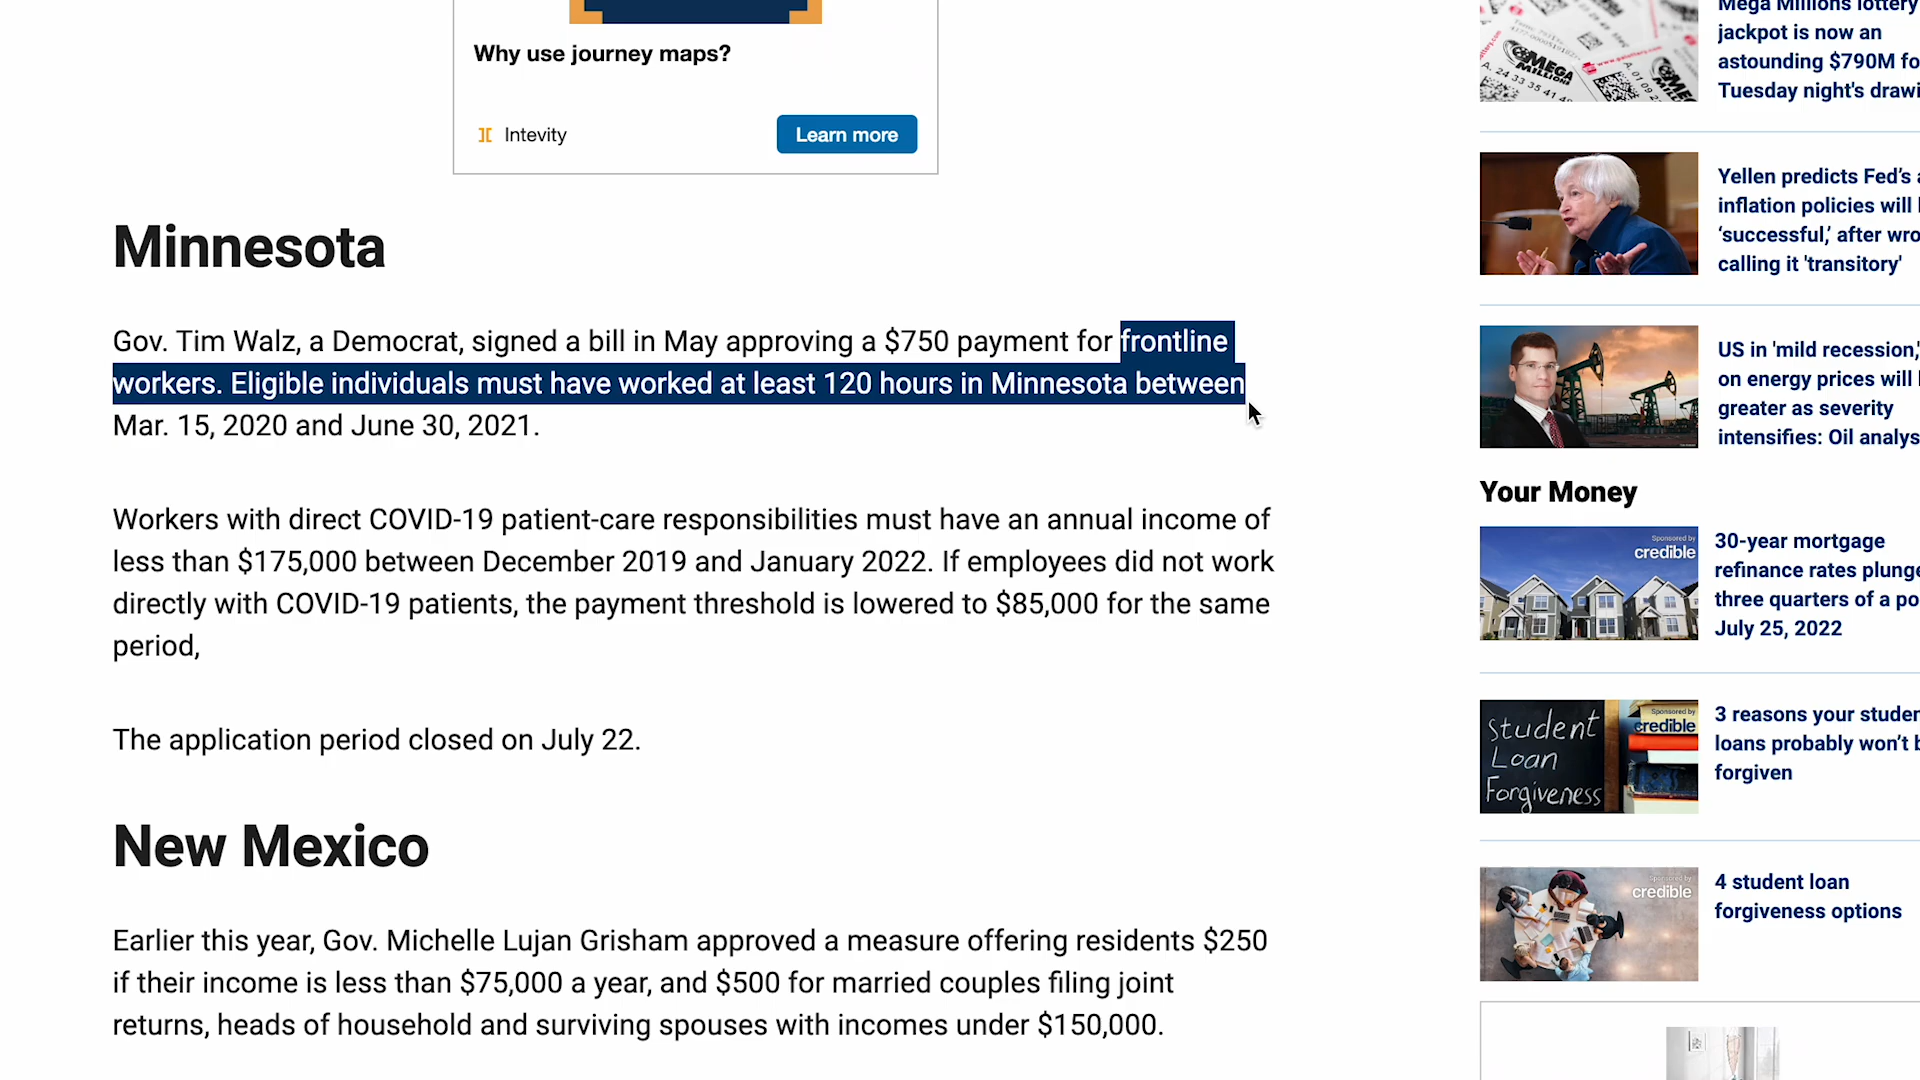 Why use journey maps?
Intevity
Learn more
Minnesota
Gov. Tim Walz, a Democrat, signed a bill in May approving a $750 payment for frontline
workers. Eligible individuals must have worked at least 120 hours in Minnesota between
Mar. 15, 2020 and June 30, 2021.
Workers with direct COVID-19 patient-care responsibilities must have an annual income of
less than $175,000 between December 2019 and January 2022. If employees did not work
directly with COVID-19 patients, the payment threshold is lowered to $85,000 for the same
period,
The application period closed on July 22.
New Mexico
Earlier this year, Gov. Michelle Lujan Grisham approved a measure offering residents $250
if their income is less than $75,000 a year, and $500 for married couples filing joint
returns, heads of household and surviving spouses with incomes under $150,000.
MEGA
MILLIONS
Mega Millions lottery
jackpot is now an
astounding $790M fo
Tuesday night's drawi
Yellen predicts Fed's a
inflation policies will
‘successful,’ after wro
calling it 'transitory'
US in 'mild recession,'
on energy prices will
greater as severity
intensifies: Oil analys
Your Money
Sponsored by
credible
30-year mortgage
refinance rates plunge
three quarters of a po
July 25, 2022
Student
Loan
Forgiveness
Sponsored by
credible
3 reasons your studen
loans probably won't b
forgiven
Sponsored by
credible
4 student loan
forgiveness options